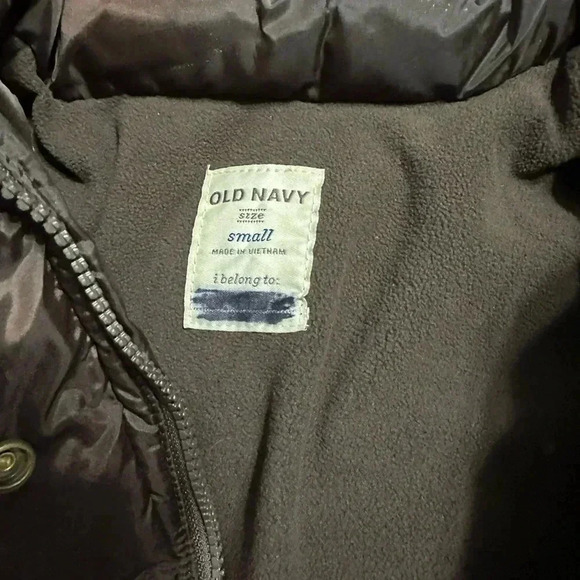 OLD NAVY
size
small
MADE IN VIETNAM
i belong to: